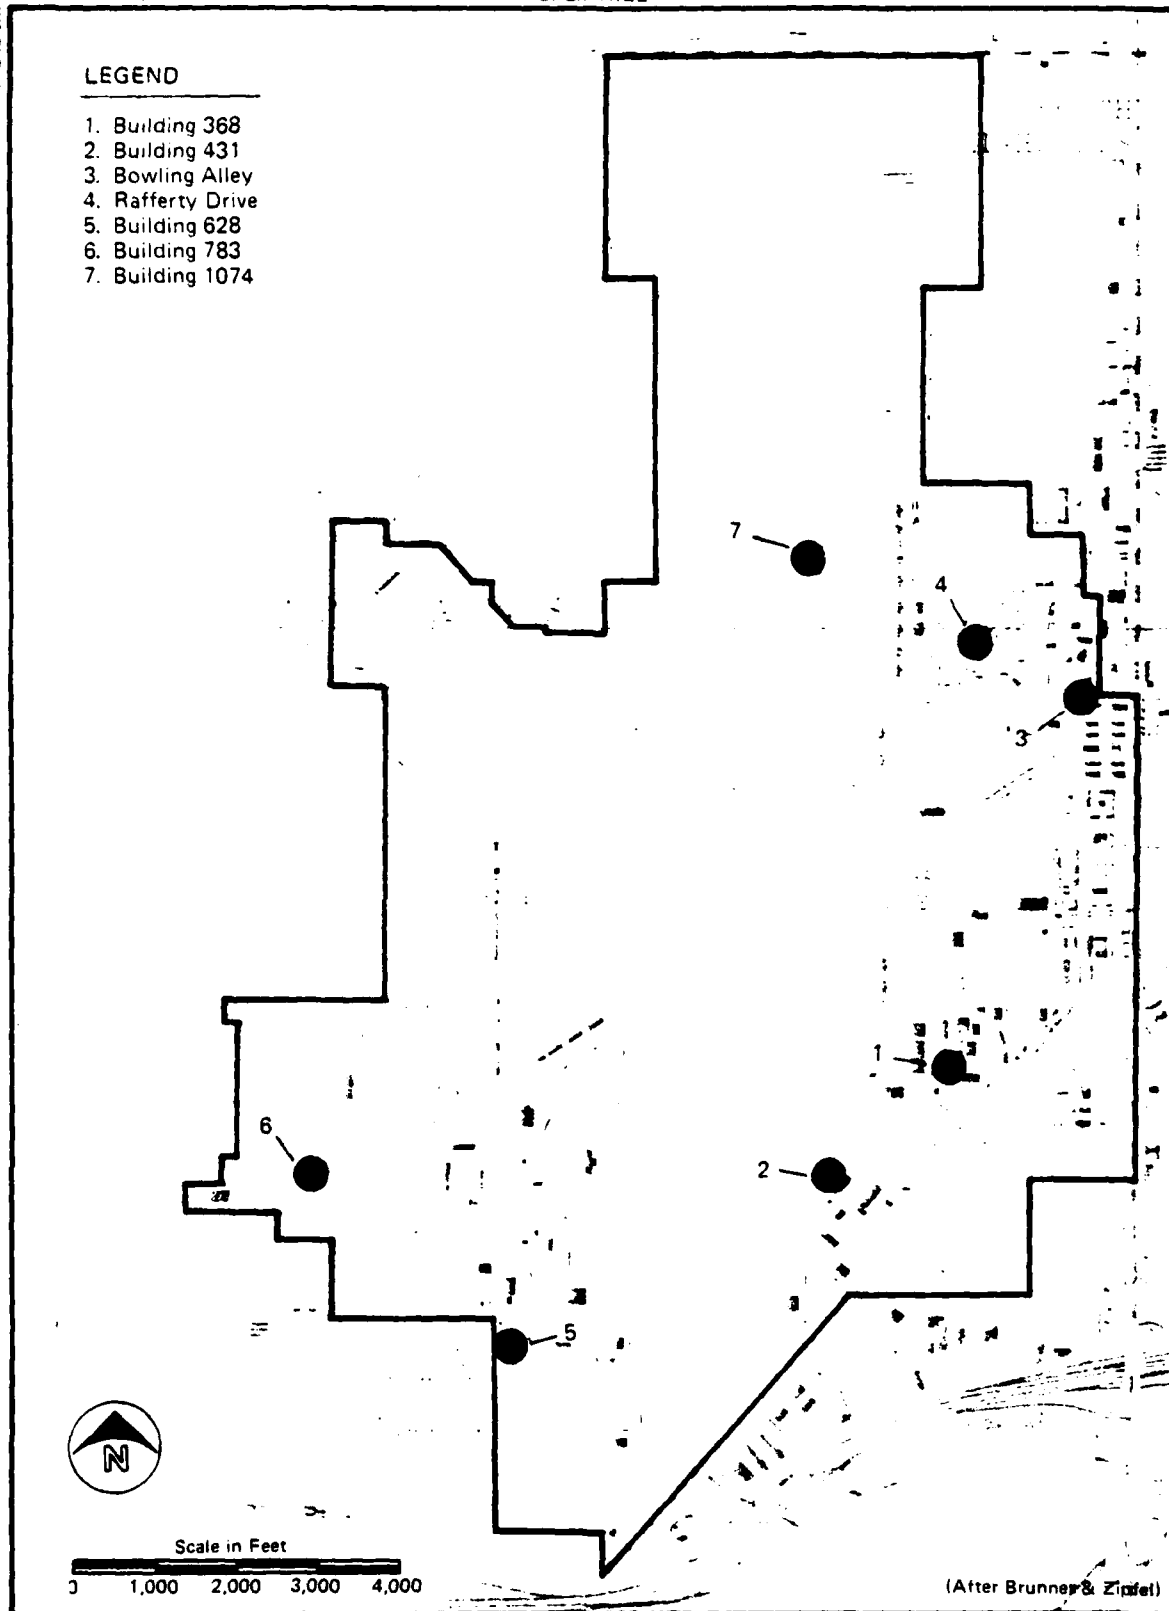 LEGEND
1. Building 368
2. Building 431
3. Bowling Alley
4. Rafferty Drive
5. Building 628
6. Building 783
7. Building 1074
7
4
3
1
6
2
5
N
Scale in Feet
0 1,000 2,000 3,000 4,000
(After Brunner & Zipfel)